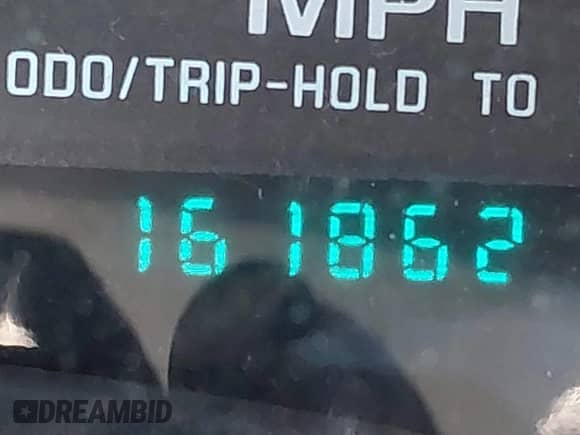 MPH
ODO/TRIP-HOLD TO
161862
DREAMBID